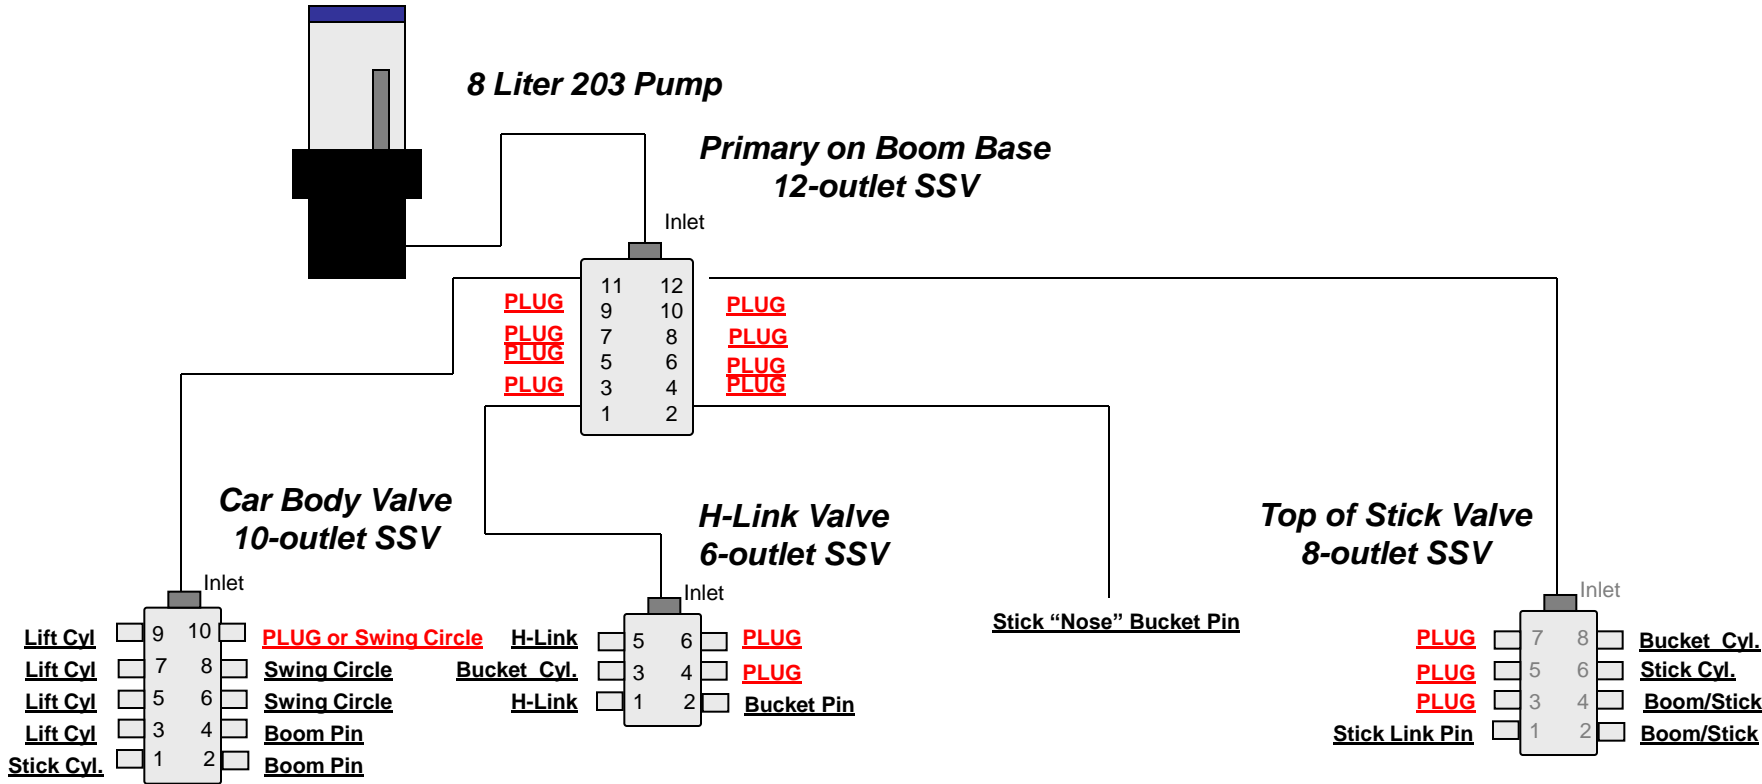 8 Liter 203 Pump
Primary on Boom Base
12-outlet SSV
Inlet
11 12
PLUG 9 10 PLUG
PLUG 7 8 PLUG
PLUG 5 6 PLUG
PLUG 3 4 PLUG
1 2
Car Body Valve
10-outlet SSV
Inlet
Lift Cyl 9 10 PLUG or Swing Circle
Lift Cyl 7 8 Swing Circle
Lift Cyl 5 6 Swing Circle
Lift Cyl 3 4 Boom Pin
Stick Cyl. 1 2 Boom Pin
H-Link Valve
6-outlet SSV
Inlet
H-Link 5 6 PLUG
Bucket Cyl. 3 4 PLUG
H-Link 1 2 Bucket Pin
Stick “Nose” Bucket Pin
Top of Stick Valve
8-outlet SSV
Inlet
PLUG 7 8 Bucket Cyl.
PLUG 5 6 Stick Cyl.
PLUG 3 4 Boom/Stick
Stick Link Pin 1 2 Boom/Stick